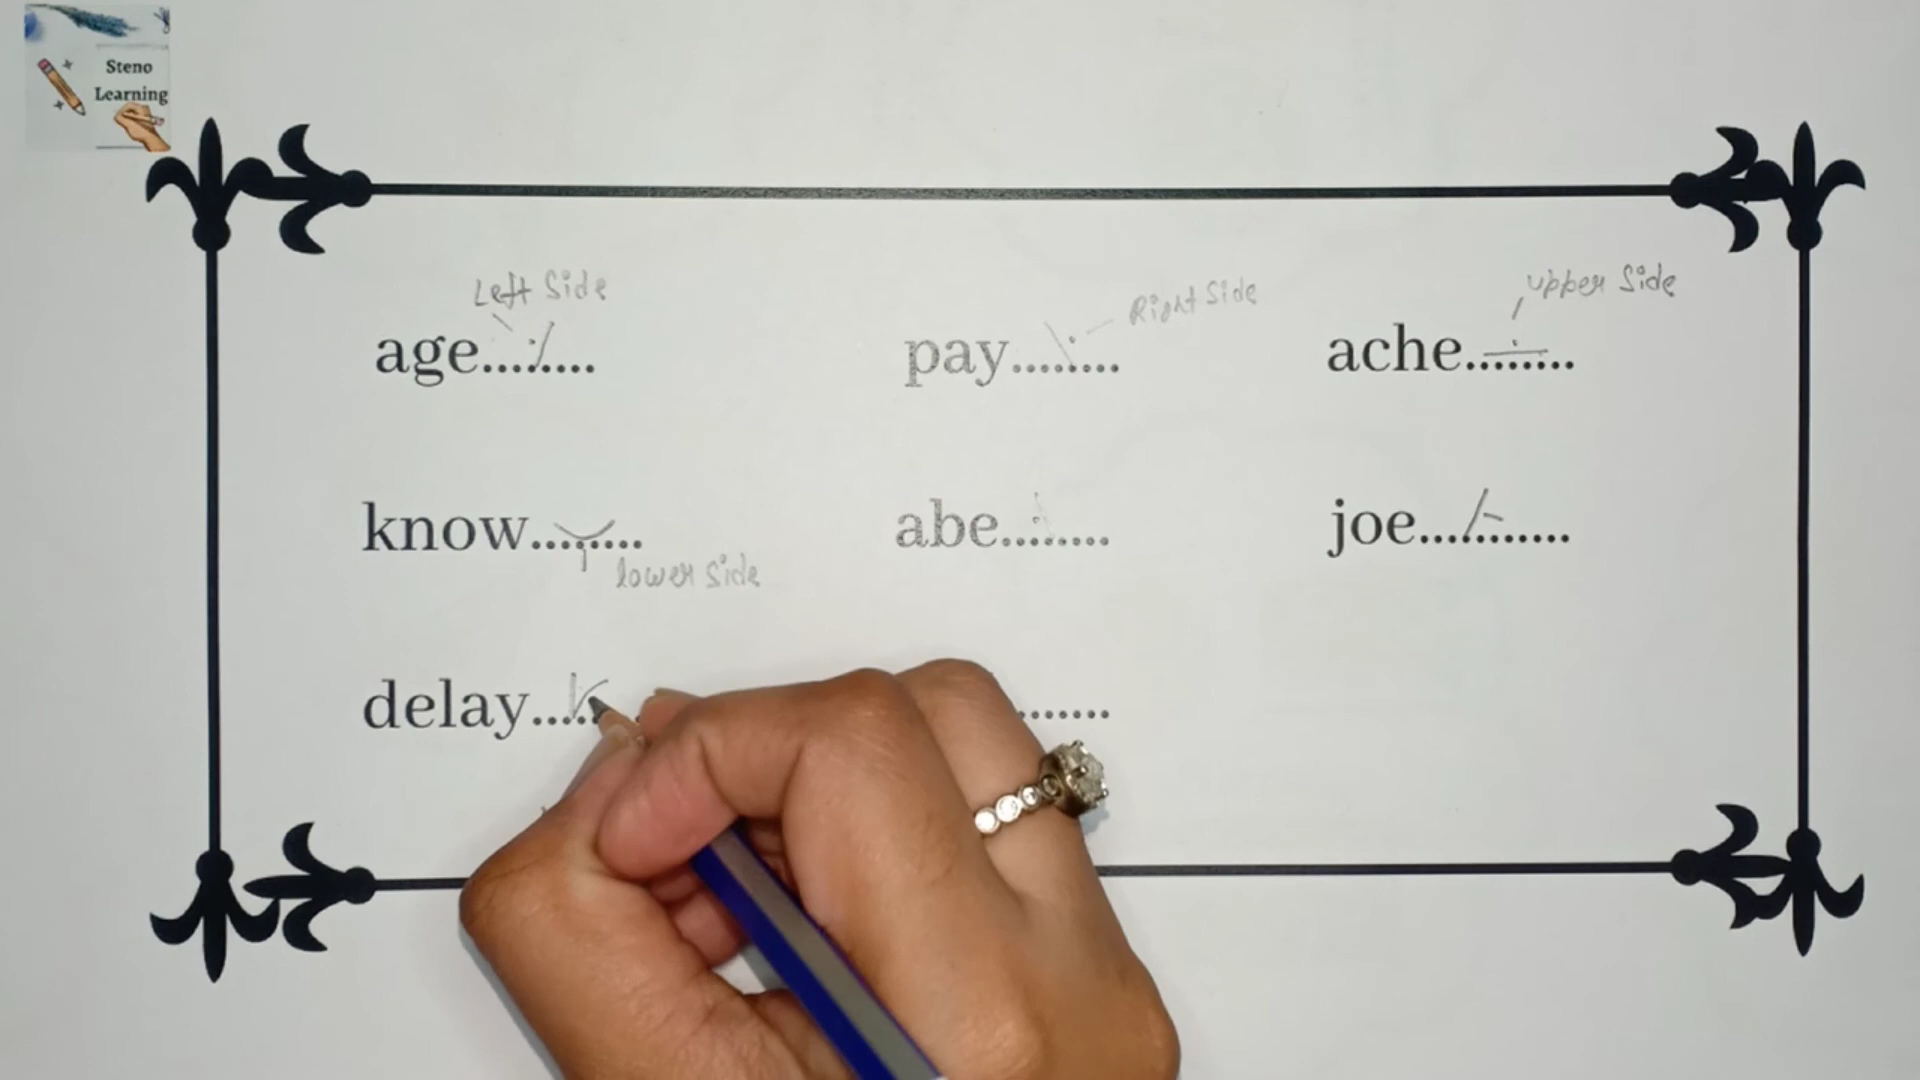 Steno
Learning
Left Side
Right Side
upper Side
age........
pay........
ache........
know........
abe........
joe...........
lower Side
delay.....
......